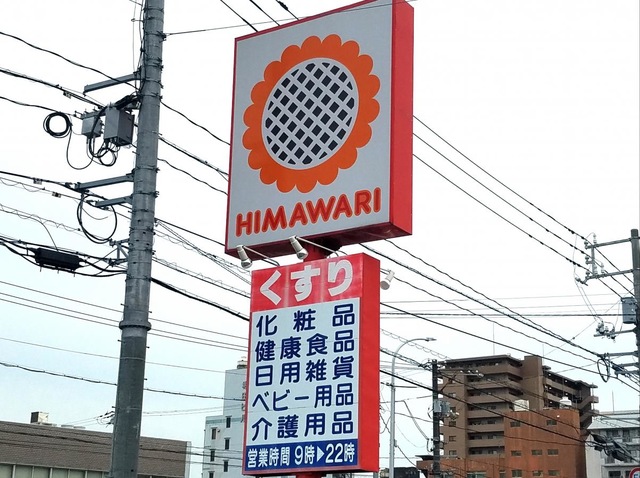 HIMAWARI
くすり
化粧品
健康食品
日用雑貨
ベビー用品
介護用品
営業時間 9時▶22時